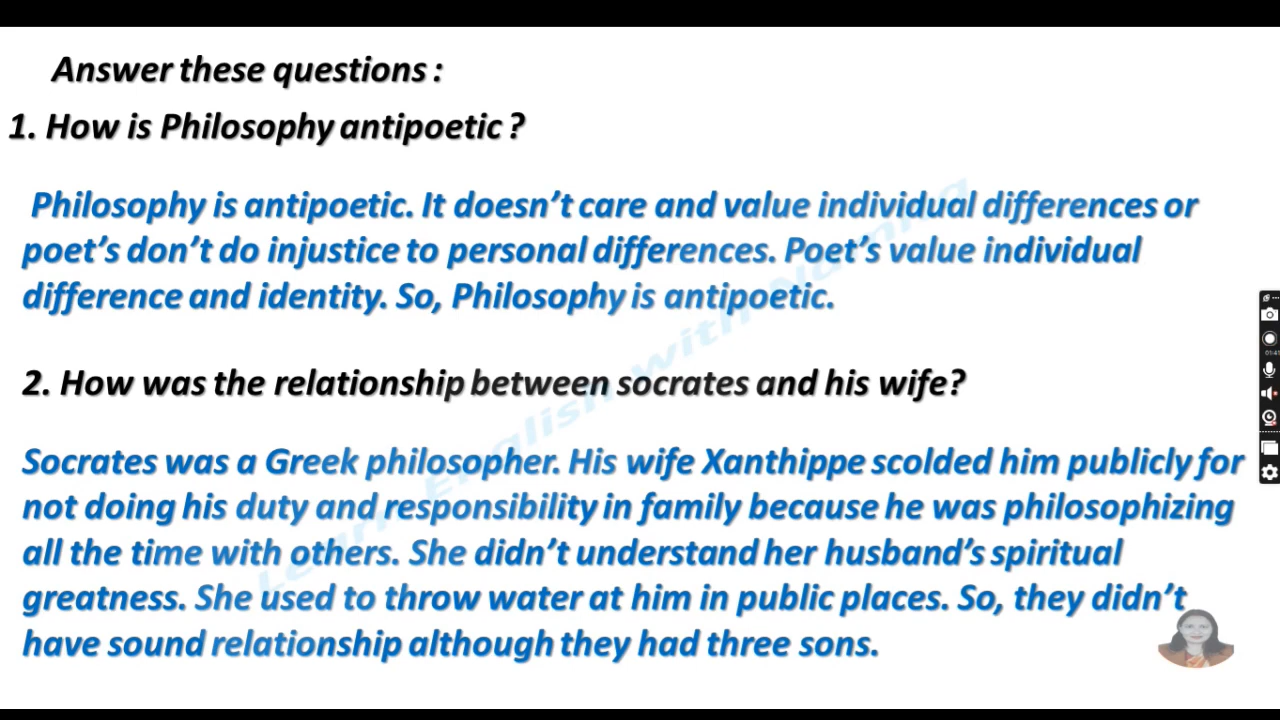 Answer these questions :
1. How is Philosophy antipoetic ?
Philosophy is antipoetic. It doesn’t care and value individual differences or
poet’s don’t do injustice to personal differences. Poet’s value individual
difference and identity. So, Philosophy is antipoetic.
2. How was the relationship between socrates and his wife?
Socrates was a Greek philosopher. His wife Xanthippe scolded him publicly for
not doing his duty and responsibility in family because he was philosophizing
all the time with others. She didn’t understand her husband’s spiritual
greatness. She used to throw water at him in public places. So, they didn’t
have sound relationship although they had three sons.
Learn English with
01:41